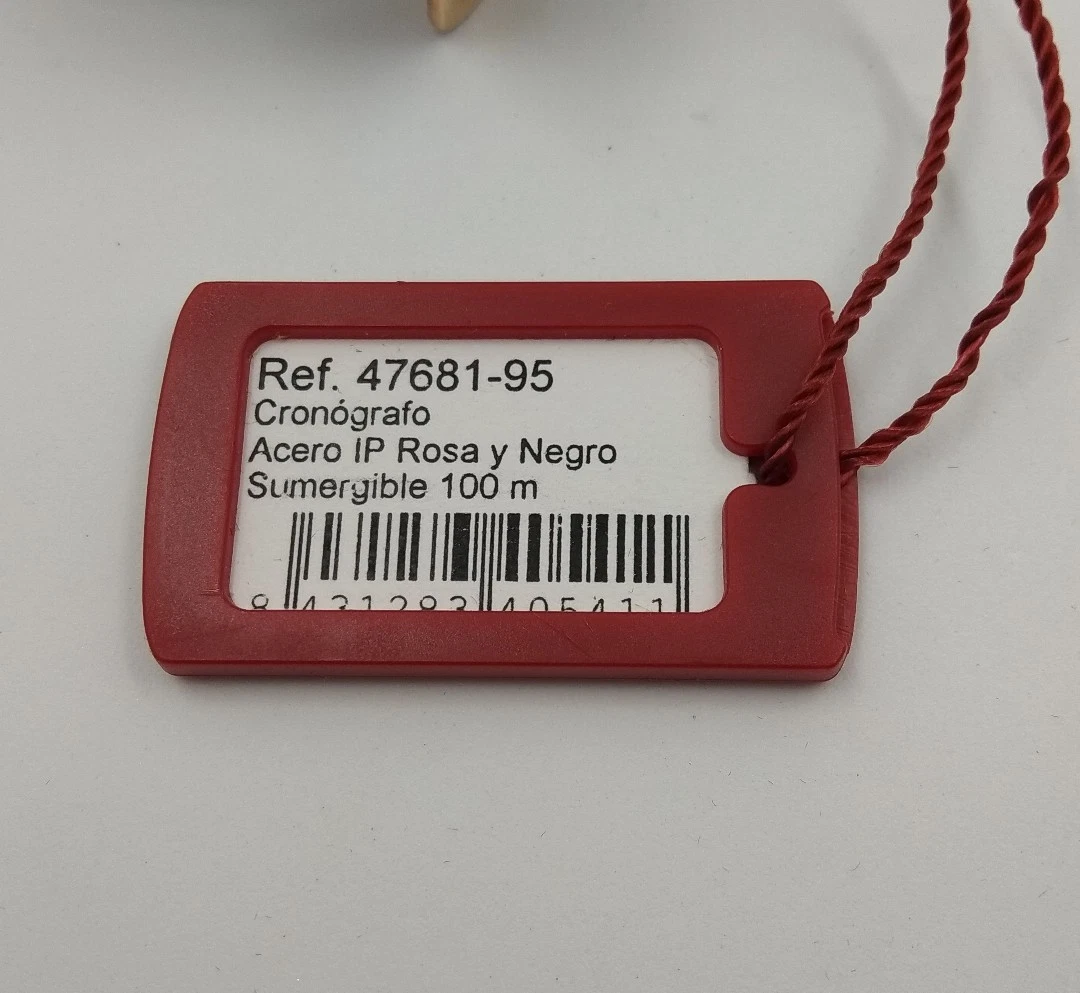 Ref. 47681-95
Cronógrafo
Acero IP Rosa y Negro
Sumergible 100 m
8 431283 405411